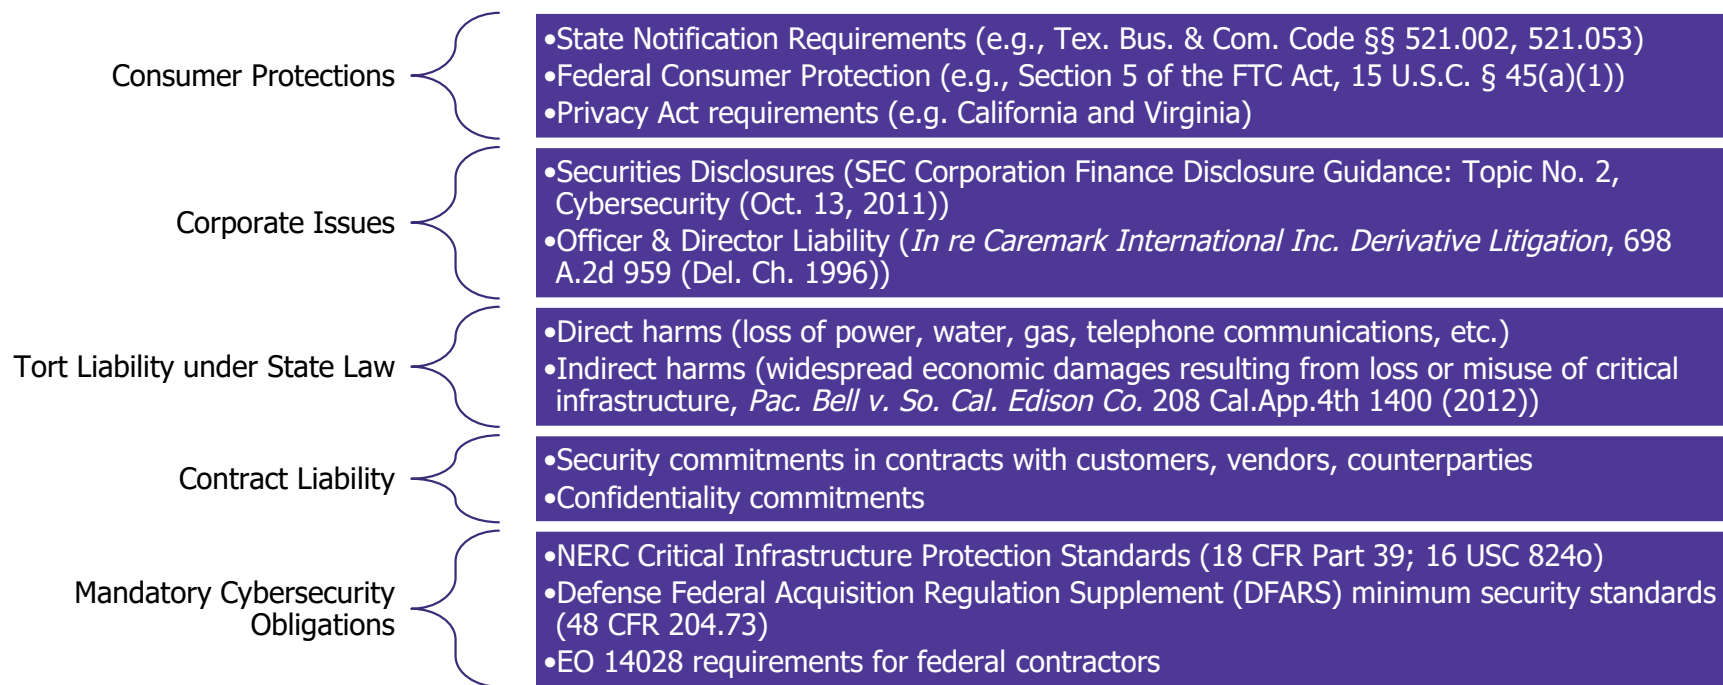 Consumer Protections
•State Notification Requirements (e.g., Tex. Bus. & Com. Code §§ 521.002, 521.053)
•Federal Consumer Protection (e.g., Section 5 of the FTC Act, 15 U.S.C. § 45(a)(1))
•Privacy Act requirements (e.g. California and Virginia)
Corporate Issues
•Securities Disclosures (SEC Corporation Finance Disclosure Guidance: Topic No. 2,
Cybersecurity (Oct. 13, 2011))
•Officer & Director Liability (In re Caremark International Inc. Derivative Litigation, 698
A.2d 959 (Del. Ch. 1996))
Tort Liability under State Law
•Direct harms (loss of power, water, gas, telephone communications, etc.)
•Indirect harms (widespread economic damages resulting from loss or misuse of critical
infrastructure, Pac. Bell v. So. Cal. Edison Co. 208 Cal.App.4th 1400 (2012))
Contract Liability
•Security commitments in contracts with customers, vendors, counterparties
•Confidentiality commitments
Mandatory Cybersecurity
Obligations
•NERC Critical Infrastructure Protection Standards (18 CFR Part 39; 16 USC 824o)
•Defense Federal Acquisition Regulation Supplement (DFARS) minimum security standards
(48 CFR 204.73)
•EO 14028 requirements for federal contractors